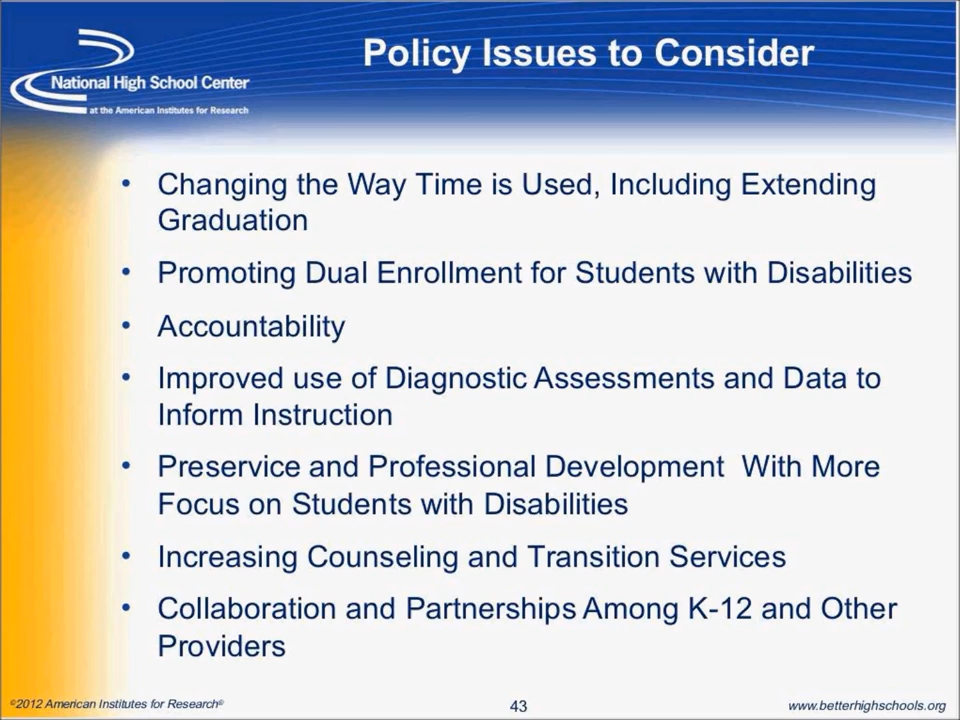 Policy Issues to Consider
National High School Center
at the American Institutes for Research
• Changing the Way Time is Used, Including Extending
Graduation
• Promoting Dual Enrollment for Students with Disabilities
• Accountability
• Improved use of Diagnostic Assessments and Data to
Inform Instruction
• Preservice and Professional Development  With More
Focus on Students with Disabilities
• Increasing Counseling and Transition Services
• Collaboration and Partnerships Among K-12 and Other
Providers
©2012 American Institutes for Research®
43
www.betterhighschools.org